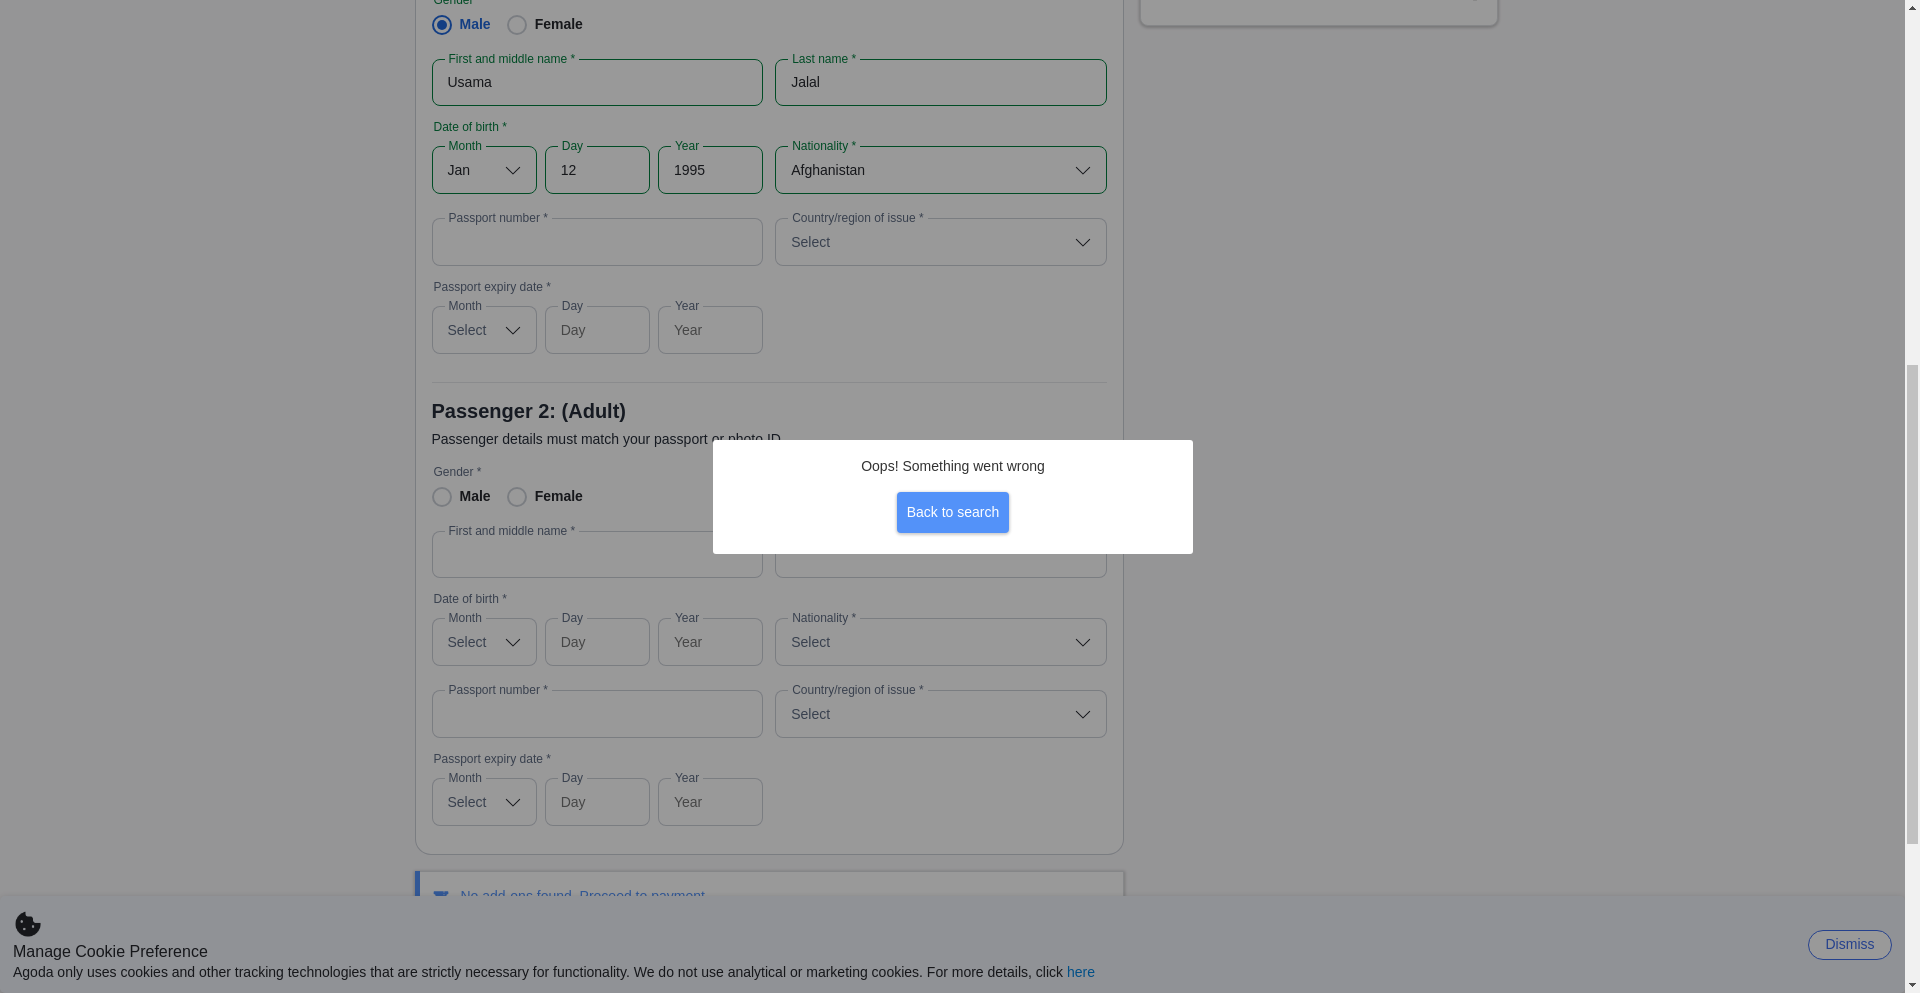 Gender
Male
Female
First and middle name *
Usama
Last name *
Jalal
Date of birth *
Month
Jan
Day
12
Year
1995
Nationality *
Afghanistan
Passport number *
Country/region of issue *
Select
Passport expiry date *
Month
Select
Day
Day
Year
Year
Passenger 2: (Adult)
Passenger details must match your passport or photo ID
Gender *
Male
Female
Oops! Something went wrong
Back to search
First and middle name *
Date of birth *
Month
Select
Day
Day
Year
Year
Nationality *
Select
Passport number *
Country/region of issue *
Select
Passport expiry date *
Month
Select
Day
Day
Year
Year
No add-ons found. Proceed to payment
Manage Cookie Preference
Agoda only uses cookies and other tracking technologies that are strictly necessary for functionality. We do not use analytical or marketing cookies. For more details, click here
Dismiss